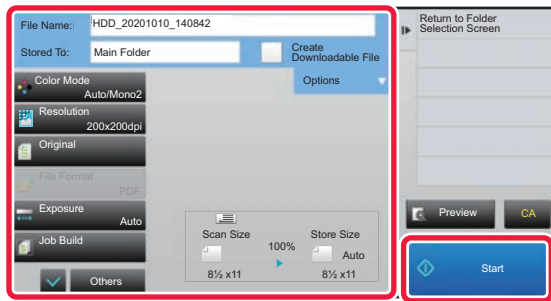 File Name:
HDD_20201010_140842
Stored To:
Main Folder
Create
Downloadable File
Options
Color Mode
Auto/Mono2
Resolution
200x200dpi
Original
File Format
PDF
Exposure
Auto
Job Build
Others
Scan Size
100%
Store Size
Auto
8½ x11
8½ x11
Return to Folder
Selection Screen
Preview
CA
Start